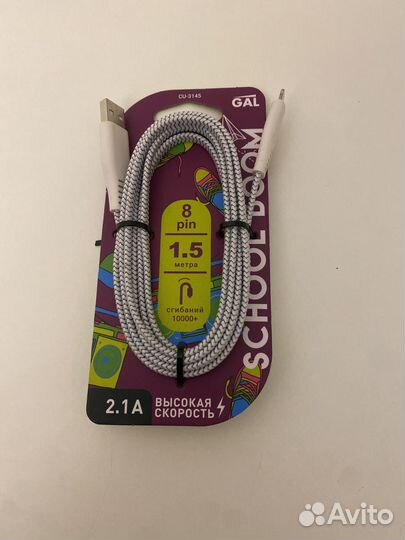 CU-3145
GAL
SCHOOL BOOM
8
pin
1.5
метра
сгибаний
10000+
2.1A
ВЫСОКАЯ
СКОРОСТЬ
Avito